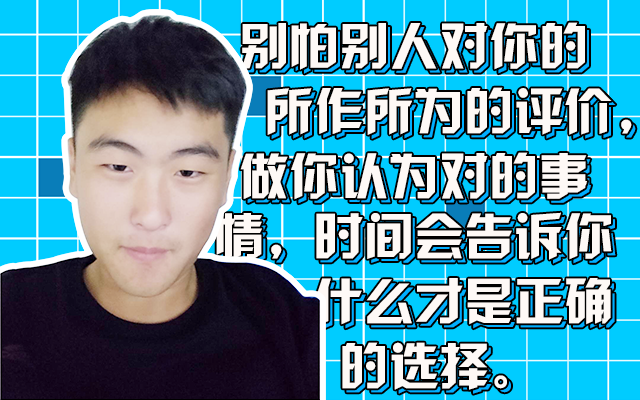 别怕别人对你的
所作所为的评价，
做你认为对的事
情，时间会告诉你
什么才是正确
的选择。